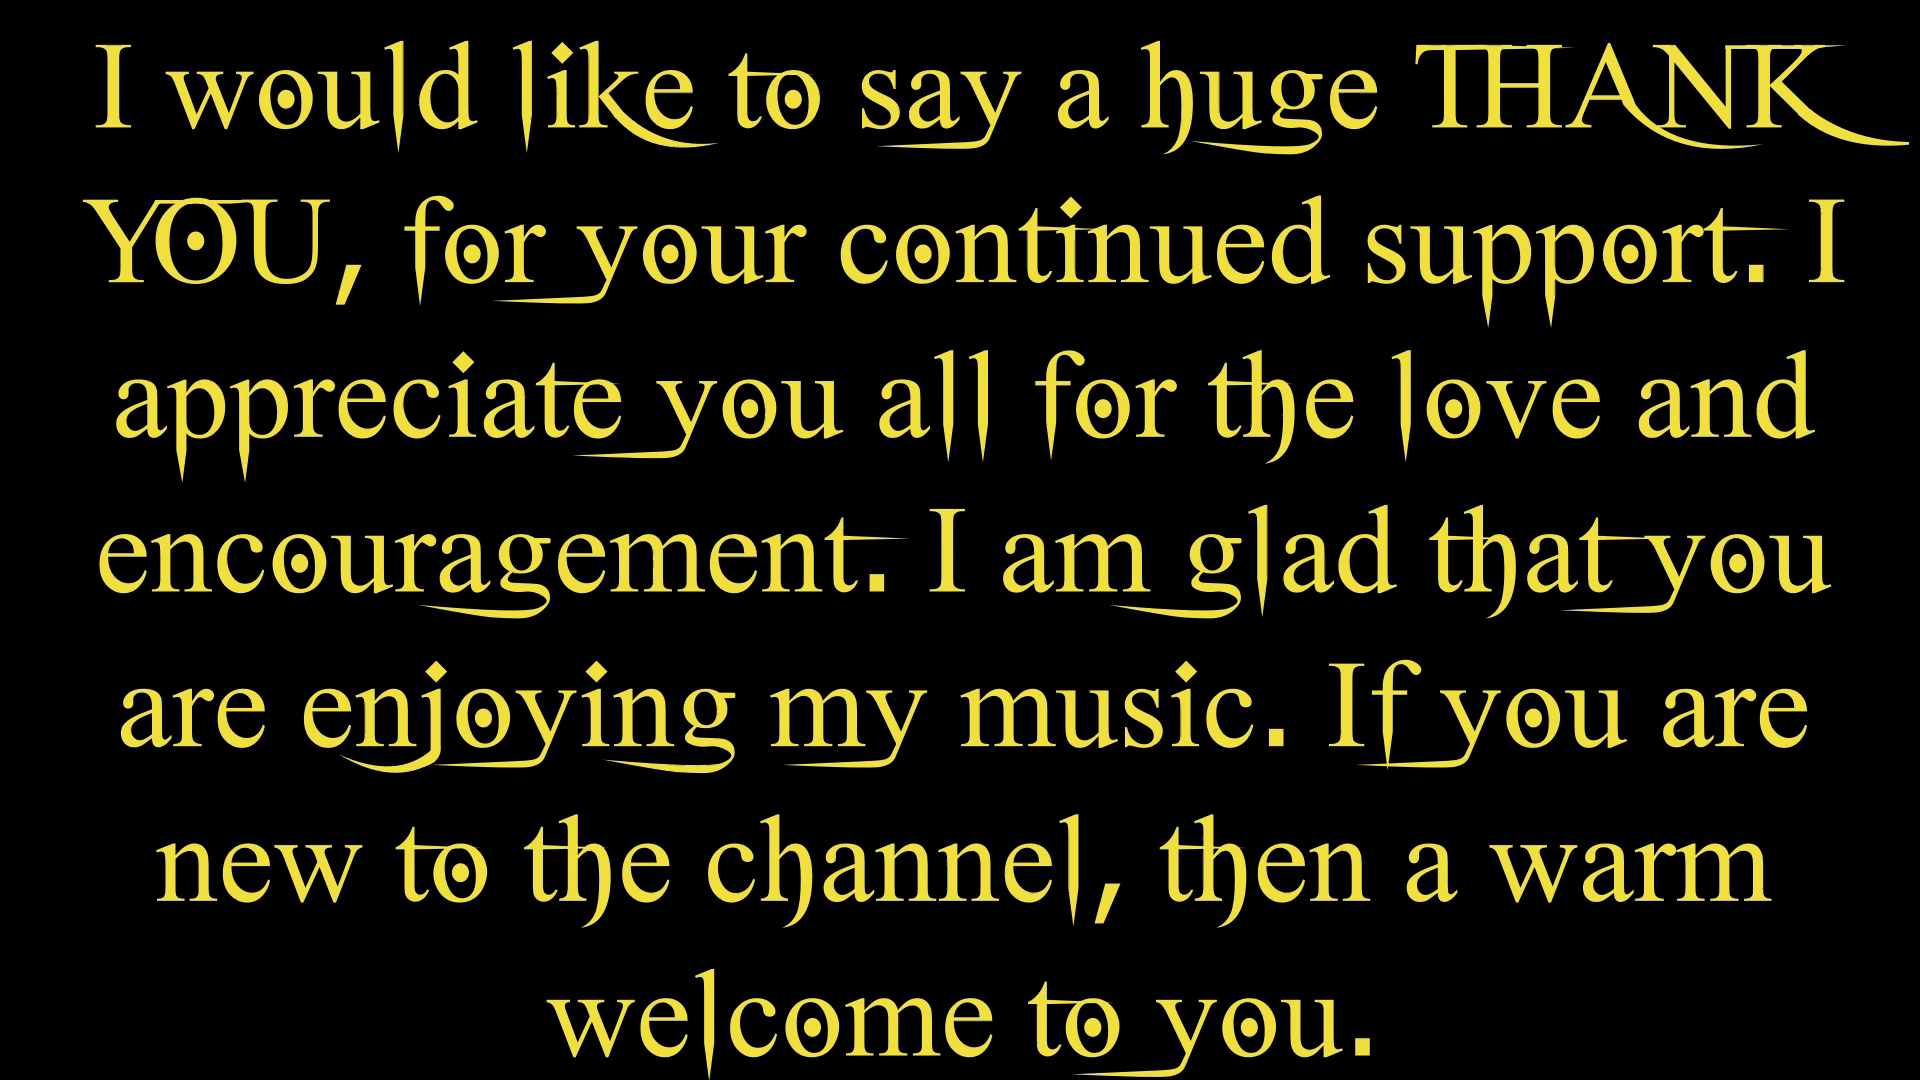 I would like to say a huge THANK
YOU, for your continued support. I
appreciate you all for the love and
encouragement. I am glad that you
are enjoying my music. If you are
new to the channel, then a warm
welcome to you.